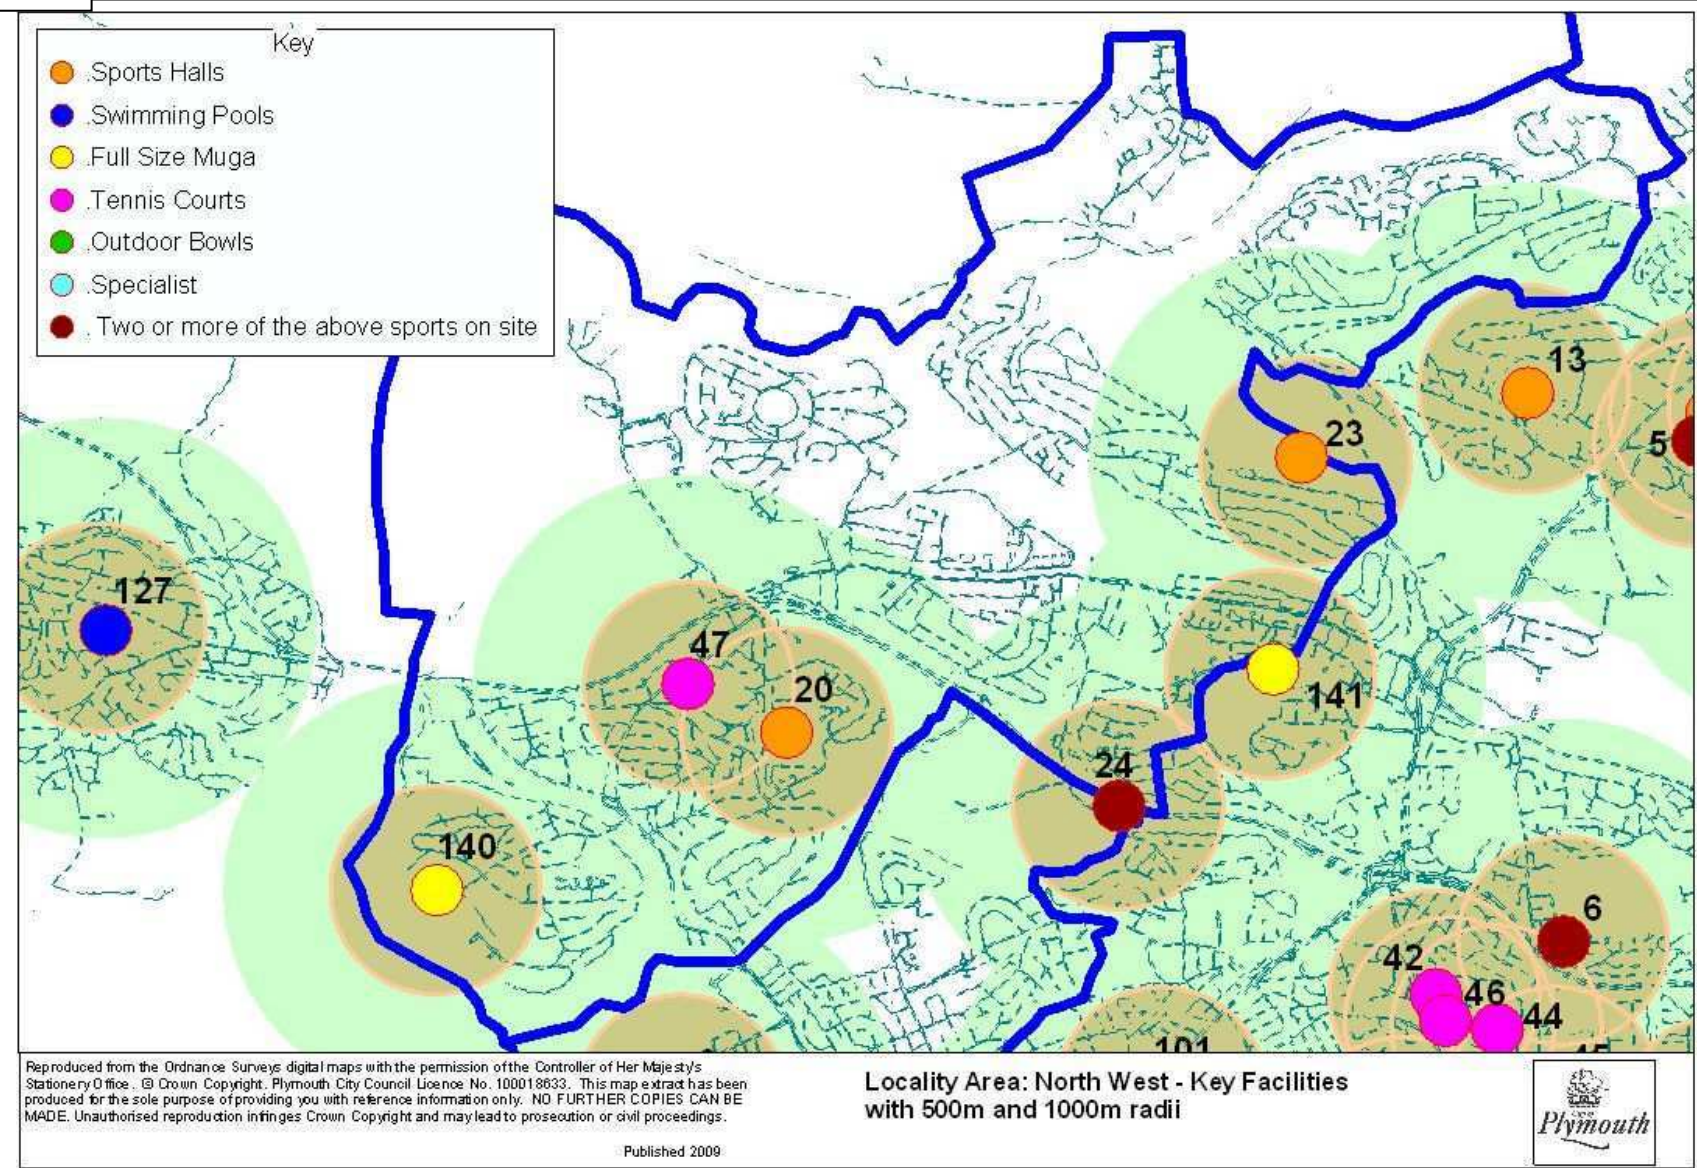 Key
.Sports Halls
.Swimming Pools
.Full Size Muga
.Tennis Courts
.Outdoor Bowls
.Specialist
. Two or more of the above sports on site
13
23
5
127
47
141
20
24
140
6
42
46
44
Reproduced from the Ordnance Surveys digital maps with the permission of the Controller of Her Majesty's
Stationery Office. © Crown Copyright. Plymouth City Council Licence No. 100018633. This map extract has been
produced for the sole purpose of providing you with reference information only. NO FURTHER COPIES CAN BE
MADE. Unauthorised reproduction infringes Crown Copyright and may lead to prosecution or civil proceedings.
Published 2009
Locality Area: North West - Key Facilities
with 500m and 1000m radii
Plymouth